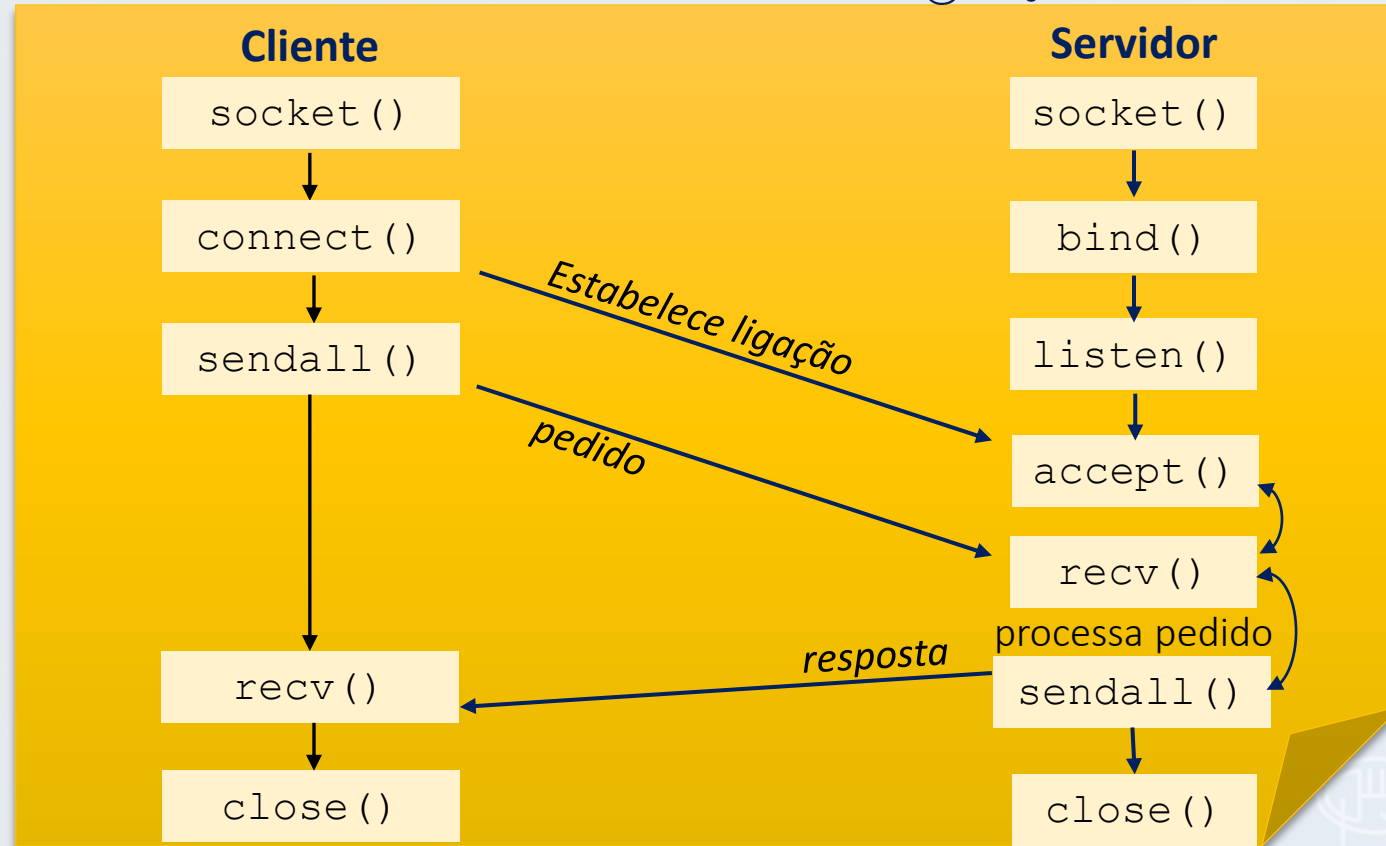 Cliente
socket()
connect()
sendall()
recv()
close()
Estabelece ligação
pedido
resposta
Servidor
socket()
bind()
listen()
accept()
recv()
processa pedido
sendall()
close()